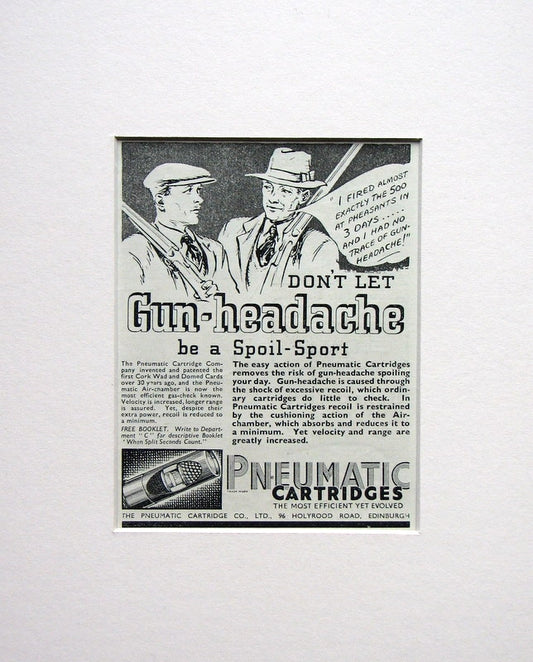 "I FIRED ALMOST
EXACTLY THE 500
AT PHEASANTS IN
3 DAYS.....
AND I HAD NO
TRACE OF GUN-
HEADACHE!"
DON'T LET
Gun-headache
be a Spoil-Sport
The Pneumatic Cartridge Com-
pany invented and patented the
first Cork Wad and Domed Cards
over 30 years ago, and the Pneu-
matic Air-chamber is now the
most efficient gas-check known.
Velocity is increased, longer range
is assured. Yet, despite their
extra power, recoil is reduced to
a minimum.
FREE BOOKLET. Write to Depart-
ment "C" for descriptive Booklet
"When Split Seconds Count."
The easy action of Pneumatic Cartridges
removes the risk of gun-headache spoiling
your day. Gun-headache is caused through
the shock of excessive recoil, which ordin-
ary cartridges do little to check. In
Pneumatic Cartridges recoil is restrained
by the cushioning action of the Air-
chamber, which absorbs and reduces it to
a minimum. Yet velocity and range are
greatly increased.
PNEUMATIC
TRADE MARK
CARTRIDGES
THE MOST EFFICIENT YET EVOLVED
THE PNEUMATIC CARTRIDGE CO., LTD., 96 HOLYROOD ROAD, EDINBURGH